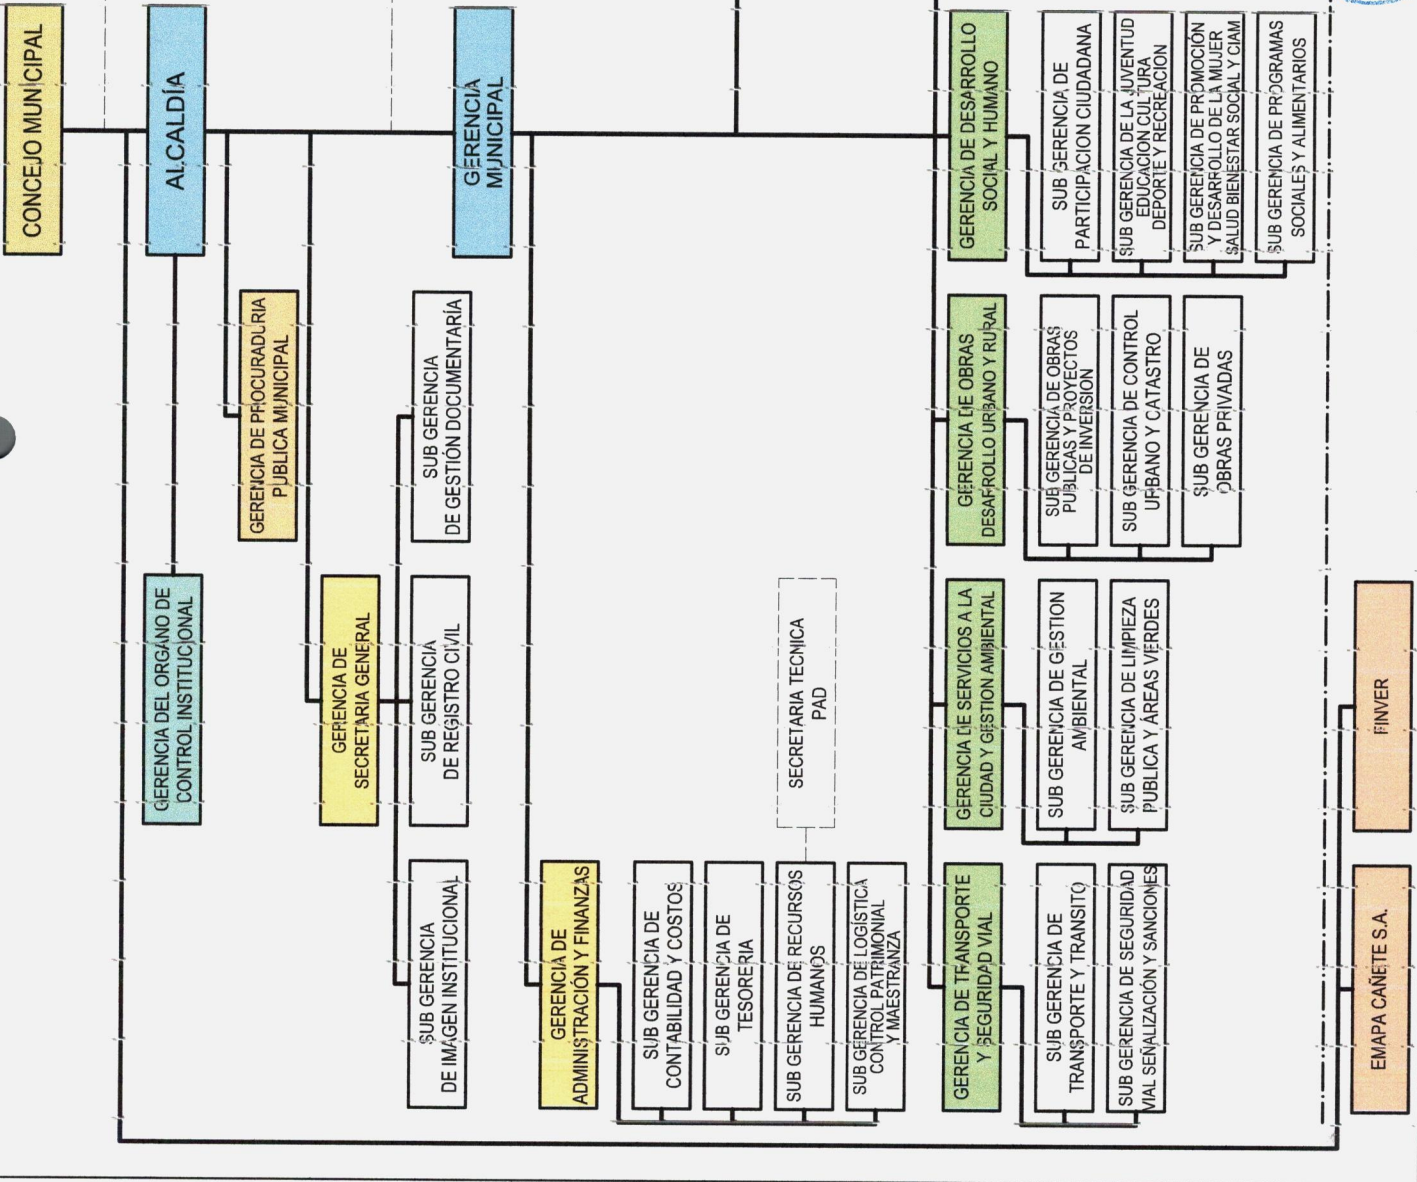 CONCEJO MUNICIPAL
ALCALDÍA
GERENCIA DEL ORGANO DE
CONTROL INSTITUCIONAL
GERENCIA DE PROCURADURIA
PUBLICA MUNICIPAL
GERENCIA DE
SECRETARIA GENERAL
SUB GERENCIA
DE IMAGEN INSTITUCIONAL
SUB GERENCIA
DE REGISTRO CIVIL
SUB GERENCIA
DE GESTIÓN DOCUMENTARÍA
GERENCIA
MUNICIPAL
GERENCIA DE
ADMINISTRACIÓN Y FINANZAS
SUB GERENCIA DE
CONTABILIDAD Y COSTOS
SUB GERENCIA DE
TESORERIA
SUB GERENCIA DE RECURSOS
HUMANOS
SECRETARIA TECNICA
PAD
SUB GERENCIA DE LOGÍSTICA
CONTROL PATRIMONIAL
Y MAESTRANZA
GERENCIA DE TRANSPORTE
Y SEGURIDAD VIAL
SUB GERENCIA DE
TRANSPORTE Y TRANSITO
SUB GERENCIA DE SEGURIDAD
VIAL SEÑALIZACIÓN Y SANCIONES
GERENCIA DE SERVICIOS A LA
CIUDAD Y GESTION AMBIENTAL
SUB GERENCIA DE GESTION
AMBIENTAL
SUB GERENCIA DE LIMPIEZA
PUBLICA Y ÁREAS VERDES
GERENCIA DE OBRAS
DESARROLLO URBANO Y RURAL
SUB GERENCIA DE OBRAS
PUBLICAS Y PROYECTOS
DE INVERSION
SUB GERENCIA DE CONTROL
URBANO Y CATASTRO
SUB GERENCIA DE
OBRAS PRIVADAS
GERENCIA DE DESARROLLO
SOCIAL Y HUMANO
SUB GERENCIA DE
PARTICIPACION CIUDADANA
SUB GERENCIA DE LA JUVENTUD
EDUCACION CULTURA
DEPORTE Y RECREACION
SUB GERENCIA DE PROMOCIÓN
Y DESARROLLO DE LA MUJER
SALUD BIENESTAR SOCIAL Y CIAM
SUB GERENCIA DE PROGRAMAS
SOCIALES Y ALIMENTARIOS
EMAPA CAÑETE S.A.
FINVER